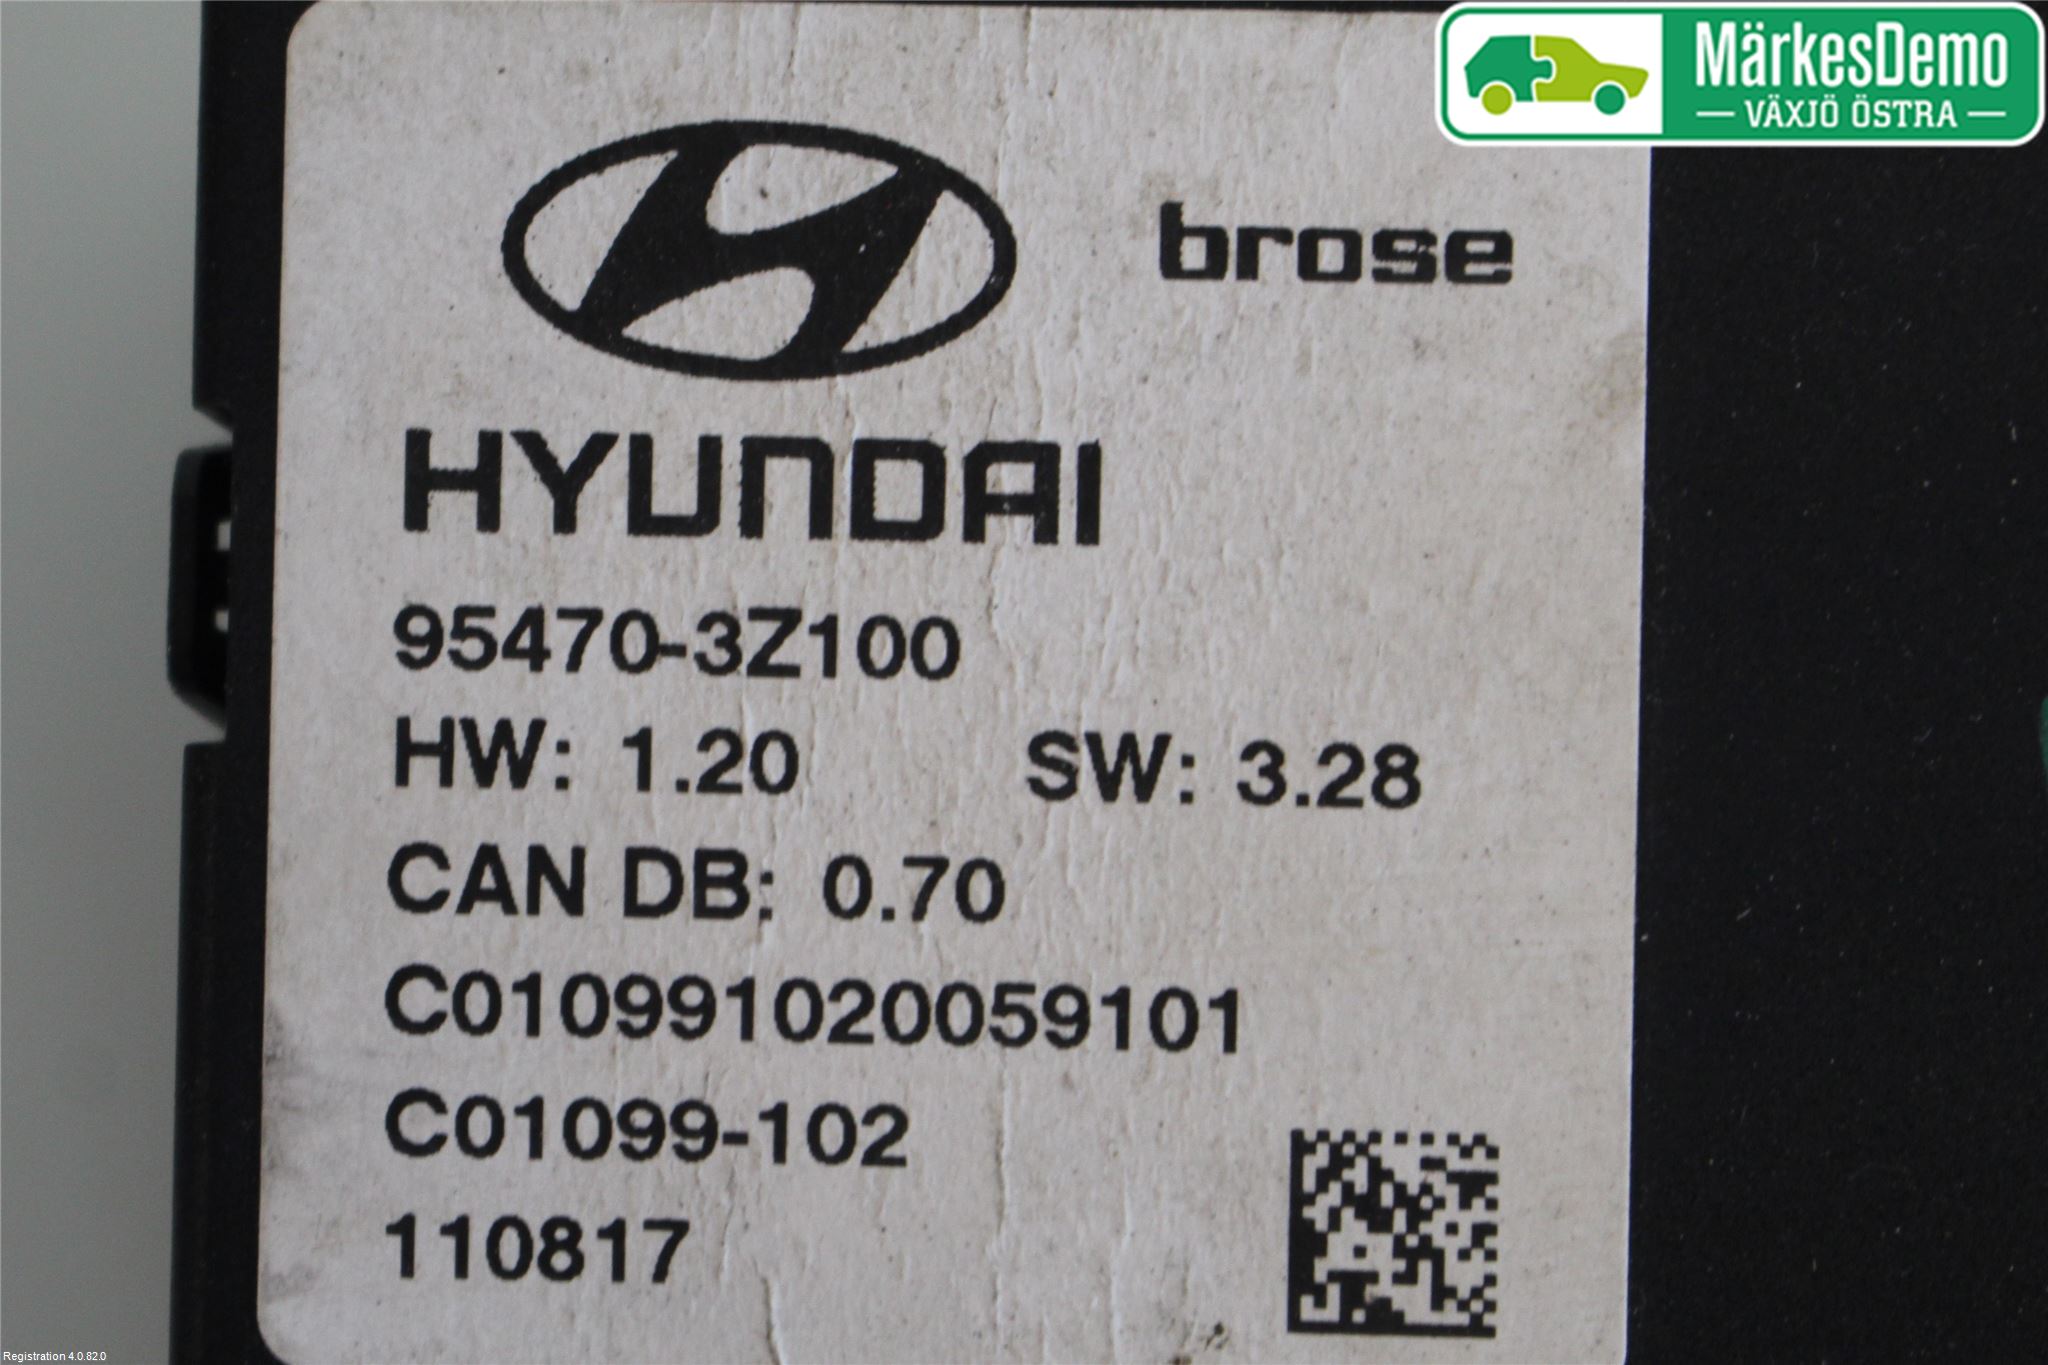 MärkesDemo
VÄXJÖ ÖSTRA
brose
HYUNDAI
95470-3Z100
HW: 1.20 SW: 3.28
CAN DB: 0.70
C010991020059101
C01099-102
110817
Registration 4.0.82.0